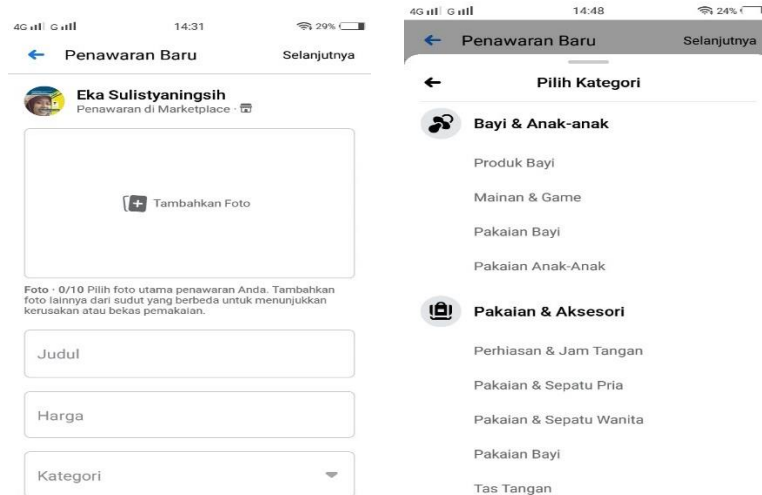 4G G 14:31 29%
Penawaran Baru Selanjutnya
Eka Sulistyaningsih
Penawaran di Marketplace ·
Tambahkan Foto
Foto · 0/10 Pilih foto utama penawaran Anda. Tambahkan
foto lainnya dari sudut yang berbeda untuk menunjukkan
kerusakan atau bekas pemakaian.
Judul
Harga
Kategori
4G G 14:48 24%
Penawaran Baru Selanjutnya
Pilih Kategori
Bayi & Anak-anak
Produk Bayi
Mainan & Game
Pakaian Bayi
Pakaian Anak-Anak
Pakaian & Aksesori
Perhiasan & Jam Tangan
Pakaian & Sepatu Pria
Pakaian & Sepatu Wanita
Pakaian Bayi
Tas Tangan